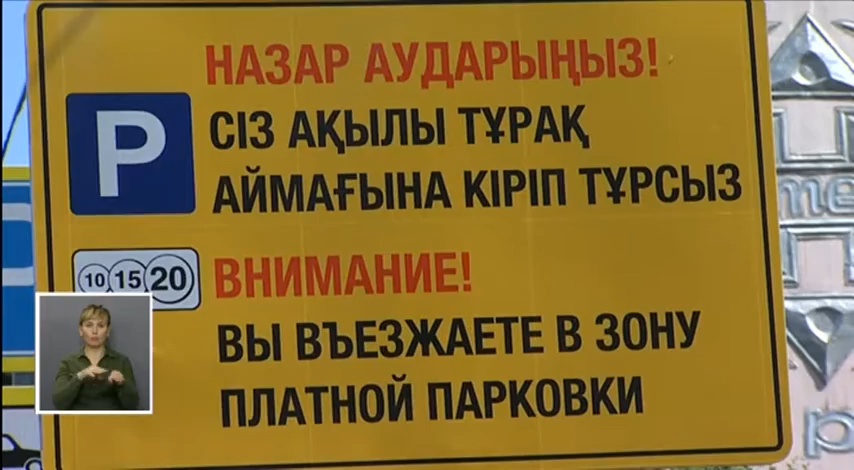 НАЗАР АУДАРЫҢЫЗ!
P
СІЗ АҚЫЛЫ ТҰРАҚ
АЙМАҒЫНА КІРІП ТҰРСЫЗ
10 15 20
ВНИМАНИЕ!
ВЫ ВЪЕЗЖАЕТЕ В ЗОНУ
ПЛАТНОЙ ПАРКОВКИ